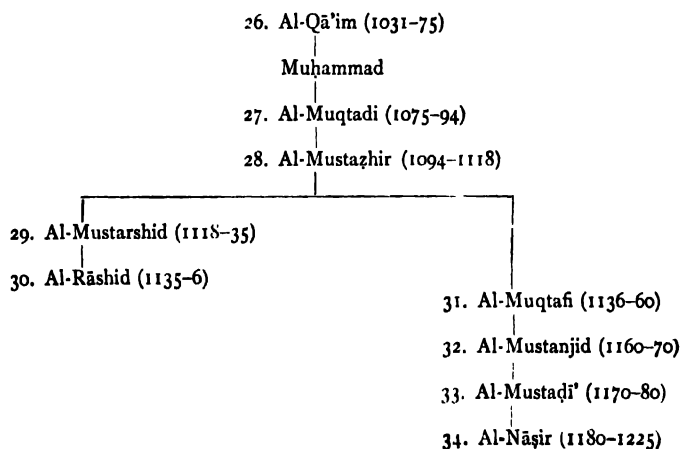 26. Al-Qā'im (1031–75)
Muḥammad
27. Al-Muqtadi (1075–94)
28. Al-Mustaẓhir (1094–1118)
29. Al-Mustarshid (1118–35)
30. Al-Rāshid (1135–6)
31. Al-Muqtafi (1136–60)
32. Al-Mustanjid (1160–70)
33. Al-Mustaḍī' (1170–80)
34. Al-Nāṣir (1180–1225)